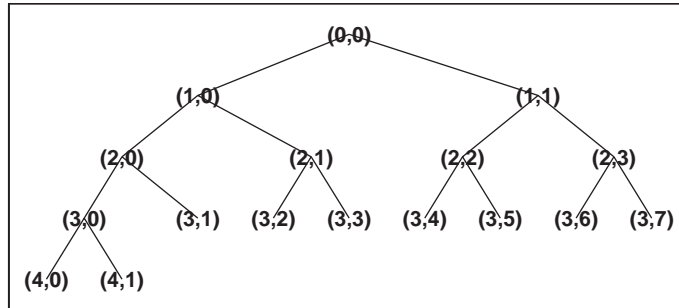 (0,0)
(1,0) (1,1)
(2,0) (2,1) (2,2) (2,3)
(3,0) (3,1) (3,2) (3,3) (3,4) (3,5) (3,6) (3,7)
(4,0) (4,1)